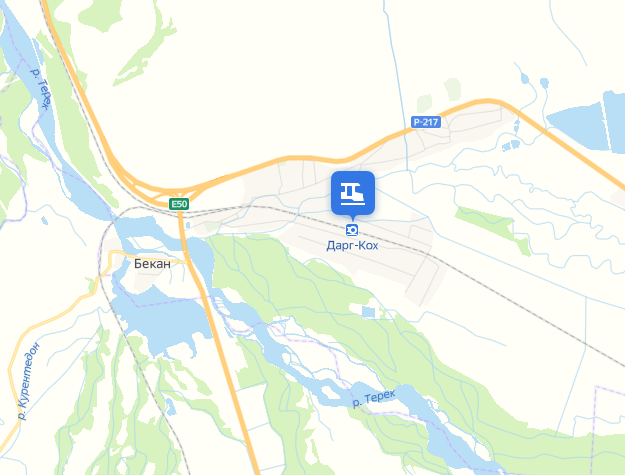 р. Терек
Р-217
E50
Дарг-Кох
Бекан
р. Курентедон
р. Терек